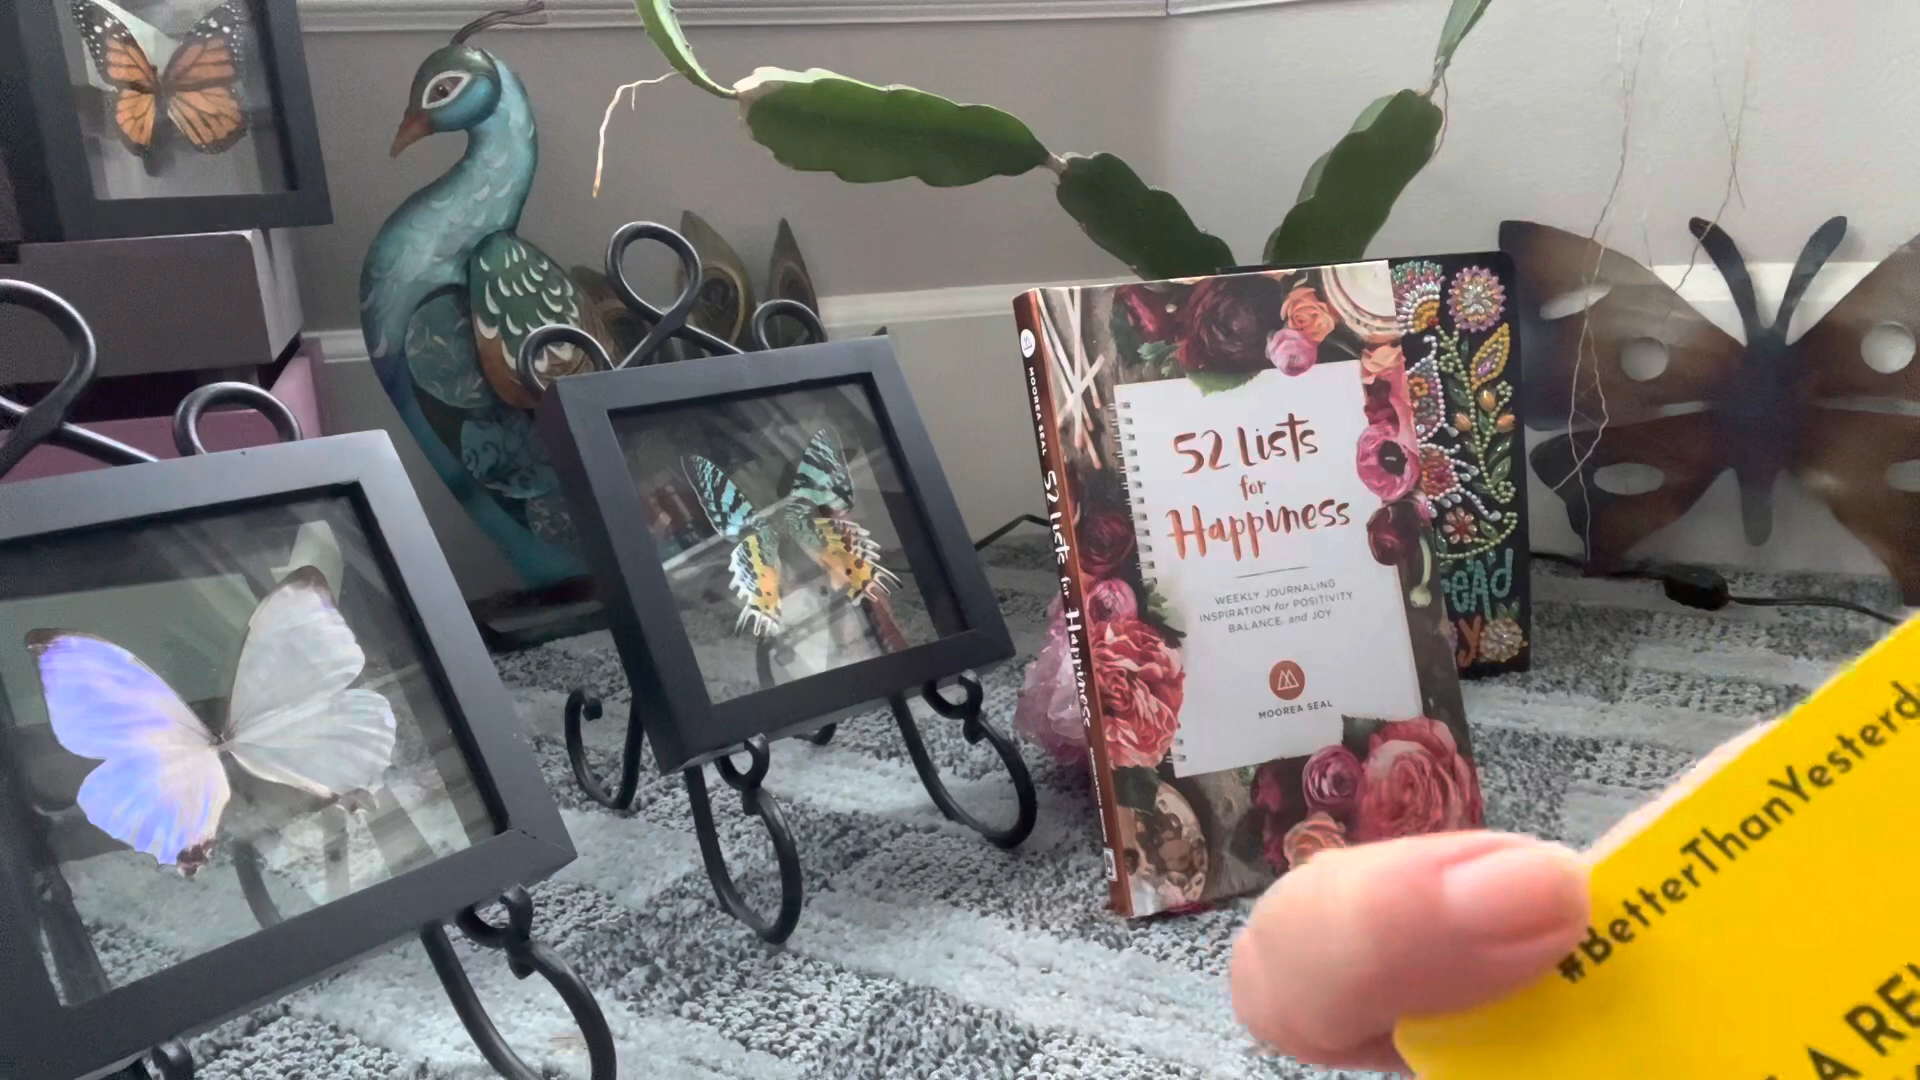 52 Lists
for
Happiness
WEEKLY JOURNALING
INSPIRATION for POSITIVITY
BALANCE, and JOY
MOOREA SEAL
MOOREA SEAL 52 Lists for Happiness
#BetterThanYesterd
A RE